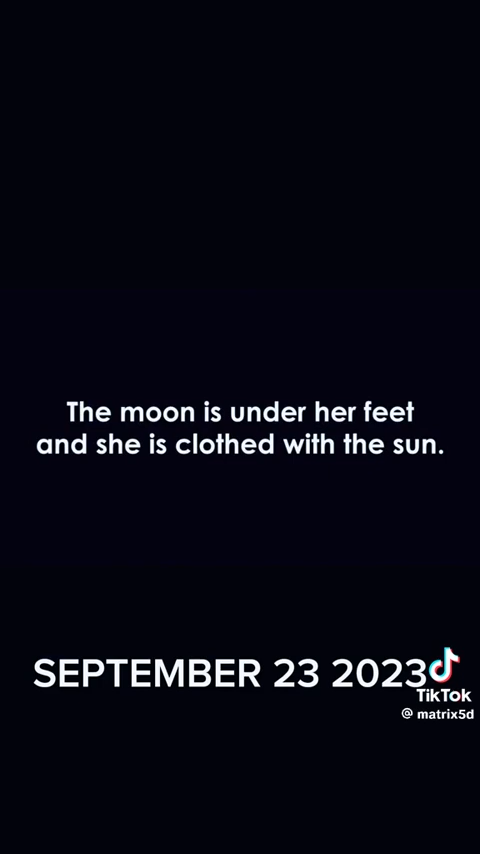 The moon is under her feet
and she is clothed with the sun.
SEPTEMBER 23 2023
TikTok
@ matrix5d